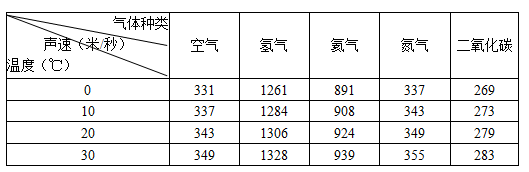 气体种类
声速（米/秒）
温度（℃）
空气 氢气 氦气 氮气 二氧化碳
0 331 1261 891 337 269
10 337 1284 908 343 273
20 343 1306 924 349 279
30 349 1328 939 355 283